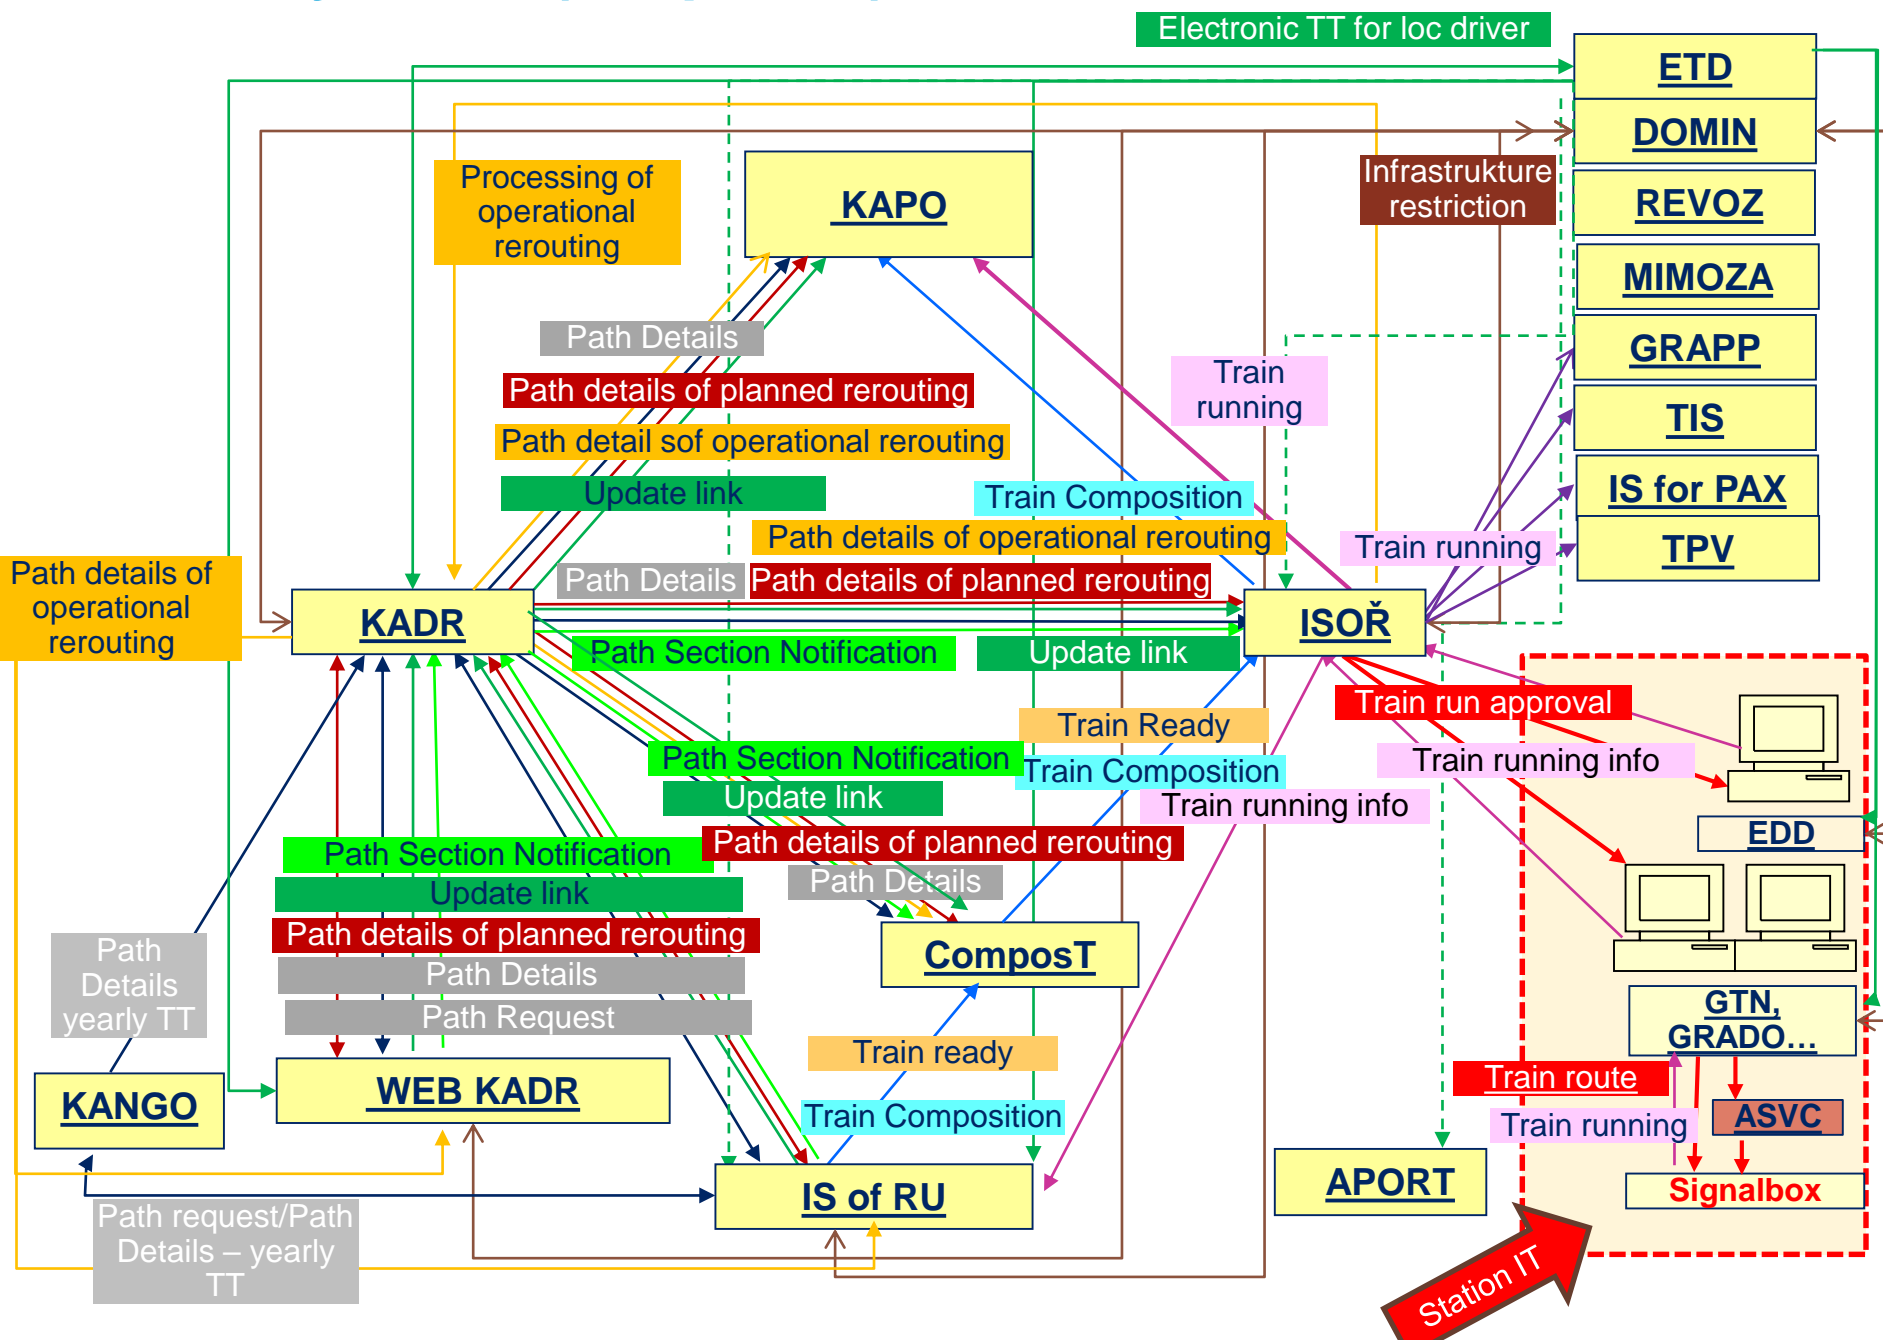 Electronic TT for loc driver
ETD
DOMIN
Processing of
operational
rerouting
KAPO
Infrastrukture
restriction
REVOZ
MIMOZA
Path Details
GRAPP
Train
running
Path details of planned rerouting
TIS
Path detail sof operational rerouting
Update link
Train Composition
IS for PAX
Path details of operational rerouting
Train running
TPV
Path details of
operational
rerouting
Path Details
Path details of planned rerouting
KADR
ISOŘ
Path Section Notification
Update link
Train run approval
Train Ready
Path Section Notification
Train running info
Train Composition
Update link
Train running info
EDD
Path details of planned rerouting
Path Section Notification
Path Details
Update link
Path details of planned rerouting
Path
Details
yearly TT
ComposT
Path Details
Path Request
GTN,
GRADO...
Train ready
Train route
WEB KADR
KANGO
Train Composition
ASVC
Train running
APORT
IS of RU
Signalbox
Path request/Path
Details – yearly
TT
Station IT